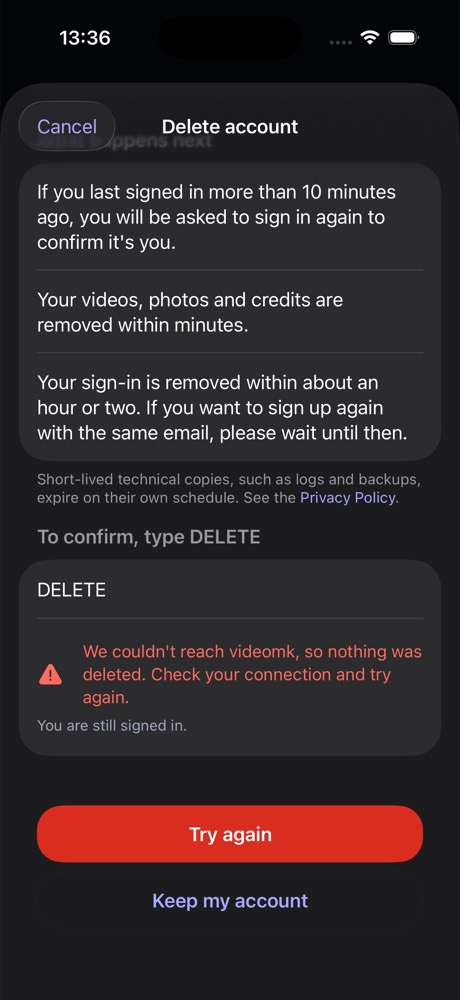 13:36
Cancel
Delete account
happens next
If you last signed in more than 10 minutes
ago, you will be asked to sign in again to
confirm it's you.
Your videos, photos and credits are
removed within minutes.
Your sign-in is removed within about an
hour or two. If you want to sign up again
with the same email, please wait until then.
Short-lived technical copies, such as logs and backups,
expire on their own schedule. See the Privacy Policy.
To confirm, type DELETE
DELETE
We couldn't reach videomk, so nothing was
deleted. Check your connection and try
again.
You are still signed in.
Try again
Keep my account